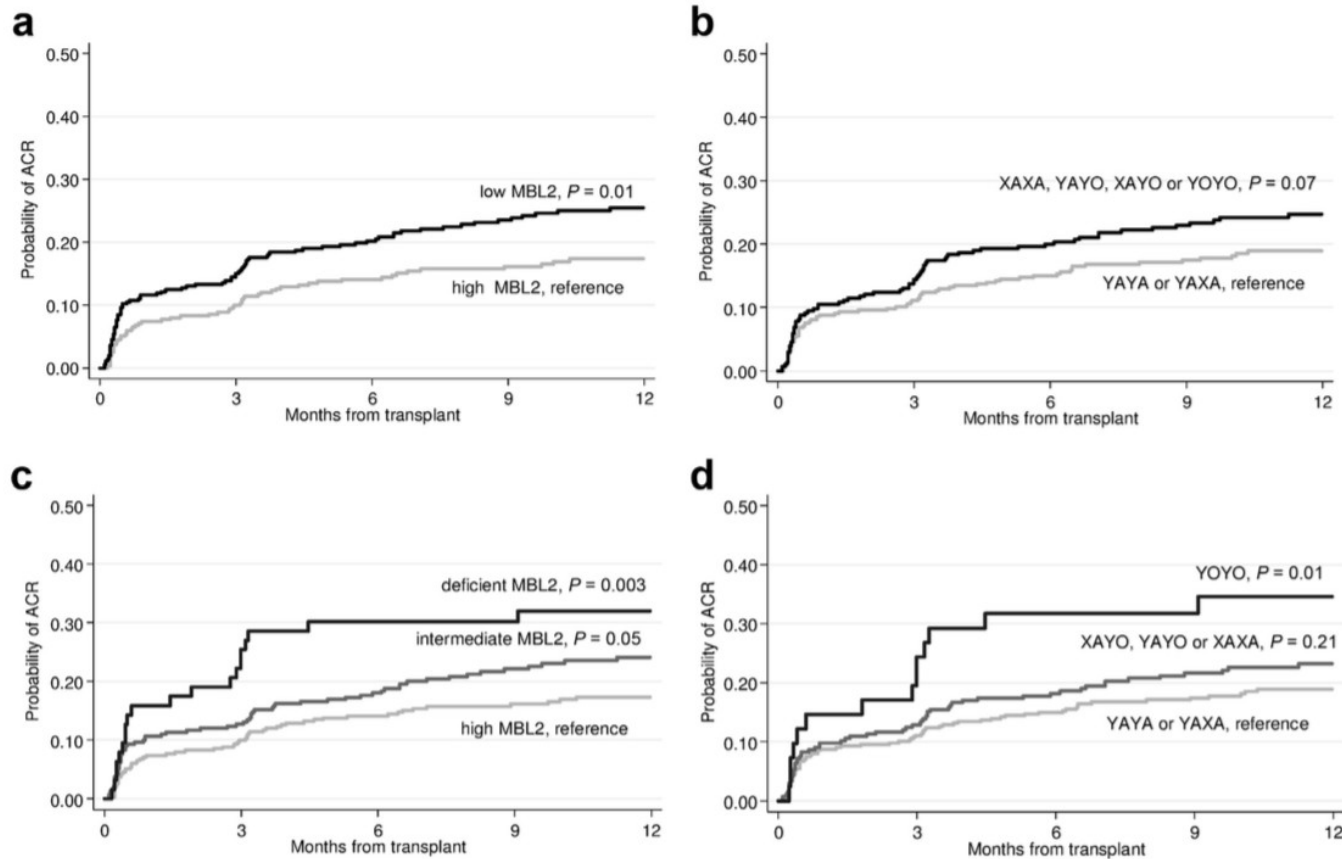 a
0.50
0.40
0.30
0.20
0.10
0.00
Probability of ACR
low MBL2, P = 0.01
high MBL2, reference
0 3 6 9 12
Months from transplant
b
0.50
0.40
0.30
0.20
0.10
0.00
Probability of ACR
XAXA, YAYO, XAYO or YOYO, P = 0.07
YAYA or YAXA, reference
0 3 6 9 12
Months from transplant
c
0.50
0.40
0.30
0.20
0.10
0.00
Probability of ACR
deficient MBL2, P = 0.003
intermediate MBL2, P = 0.05
high MBL2, reference
0 3 6 9 12
Months from transplant
d
0.50
0.40
0.30
0.20
0.10
0.00
Probability of ACR
YOYO, P = 0.01
XAYO, YAYO or XAXA, P = 0.21
YAYA or YAXA, reference
0 3 6 9 12
Months from transplant